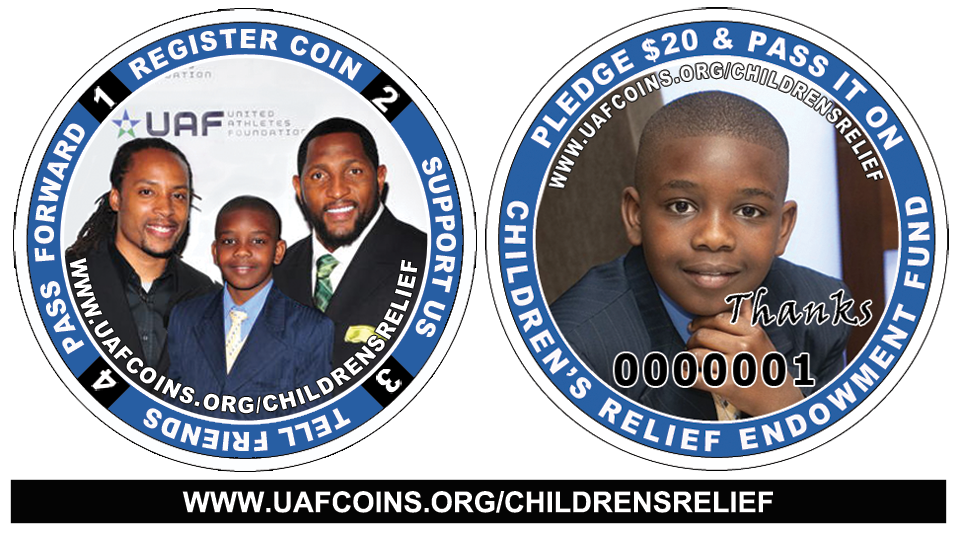 1 REGISTER COIN
2 SUPPORT US
3 TELL FRIENDS
4 PASS FORWARD
DATION
UAF UNITED
ATHLETES
FOUNDATION
WWW.UAFCOINS.ORG/CHILDRENSRELIEF
PLEDGE $20 & PASS IT ON
WWW.UAFCOINS.ORG/CHILDRENSRELIEF
Thanks
0000001
CHILDREN'S RELIEF ENDOWMENT FUND
WWW.UAFCOINS.ORG/CHILDRENSRELIEF